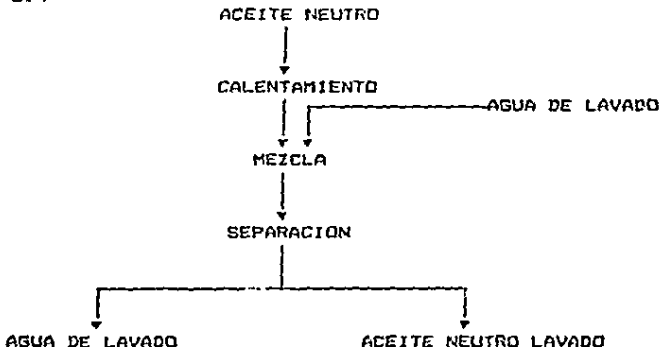 ACEITE NEUTRO
CALENTAMIENTO
AGUA DE LAVADO
MEZCLA
SEPARACION
AGUA DE LAVADO ACEITE NEUTRO LAVADO